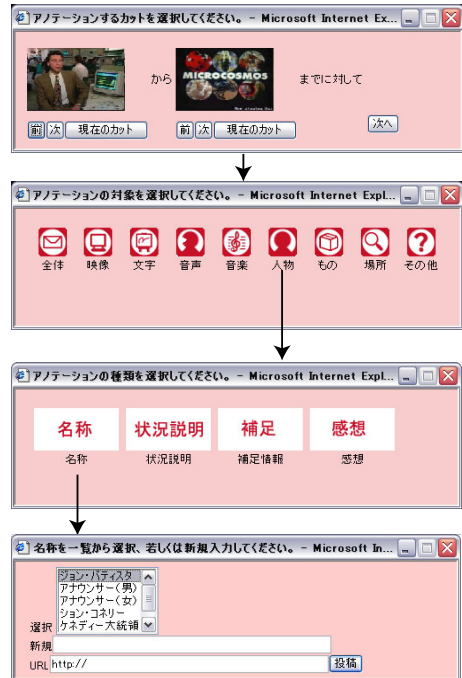 アノテーションするカットを選択してください。 - Microsoft Internet Ex...
MICROCOSMOS
から までに対して
前 次 現在のカット 前 次 現在のカット 次へ
アノテーションの対象を選択してください。 - Microsoft Internet Expl...
全体 映像 文字 音声 音楽 人物 もの 場所 その他
アノテーションの種類を選択してください。 - Microsoft Internet Expl...
名称 状況説明 補足 感想
名称 状況説明 補足情報 感想
名称を一覧から選択、若しくは新規入力してください。 - Microsoft In...
ジョン・バティスタ
アナウンサー(男)
アナウンサー(女)
ション・コネリー
選択 ケネディー大統領
新規
URL http:// 投稿